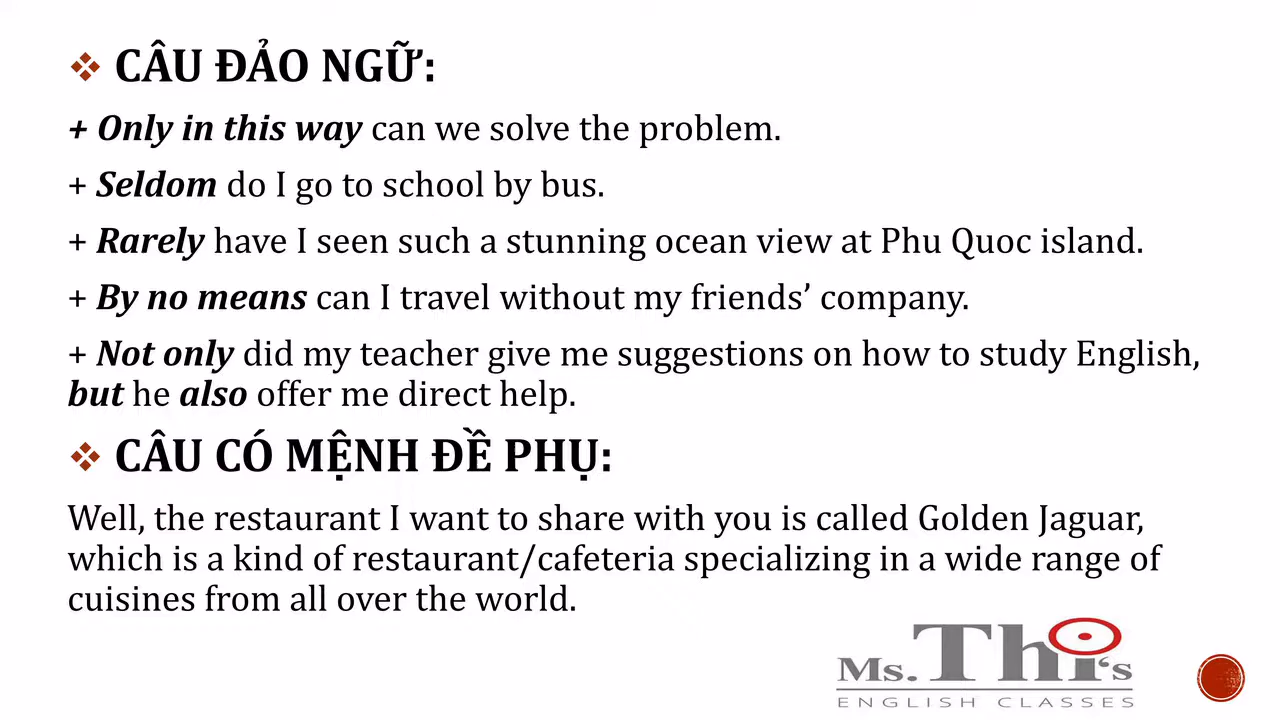 CÂU ĐẢO NGỮ:
+ Only in this way can we solve the problem.
+ Seldom do I go to school by bus.
+ Rarely have I seen such a stunning ocean view at Phu Quoc island.
+ By no means can I travel without my friends’ company.
+ Not only did my teacher give me suggestions on how to study English,
but he also offer me direct help.
CÂU CÓ MỆNH ĐỀ PHỤ:
Well, the restaurant I want to share with you is called Golden Jaguar,
which is a kind of restaurant/cafeteria specializing in a wide range of
cuisines from all over the world.
Ms. Thi‘s
ENGLISH CLASSES